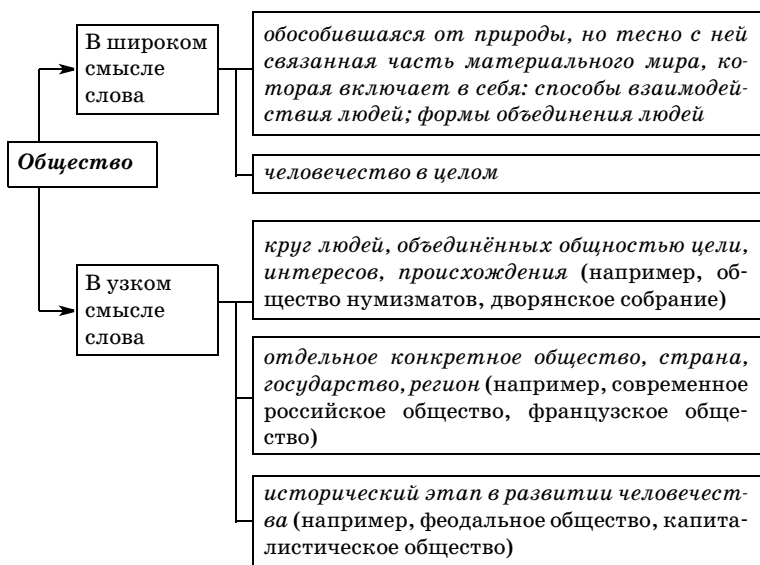 Общество
В широком
смысле
слова
обособившаяся от природы, но тесно с ней
связанная часть материального мира, ко-
торая включает в себя: способы взаимодей-
ствия людей; формы объединения людей
человечество в целом
В узком
смысле
слова
круг людей, объединённых общностью цели,
интересов, происхождения (например, об-
щество нумизматов, дворянское собрание)
отдельное конкретное общество, страна,
государство, регион (например, современное
российское общество, французское обще-
ство)
исторический этап в развитии человечест-
ва (например, феодальное общество, капита-
листическое общество)